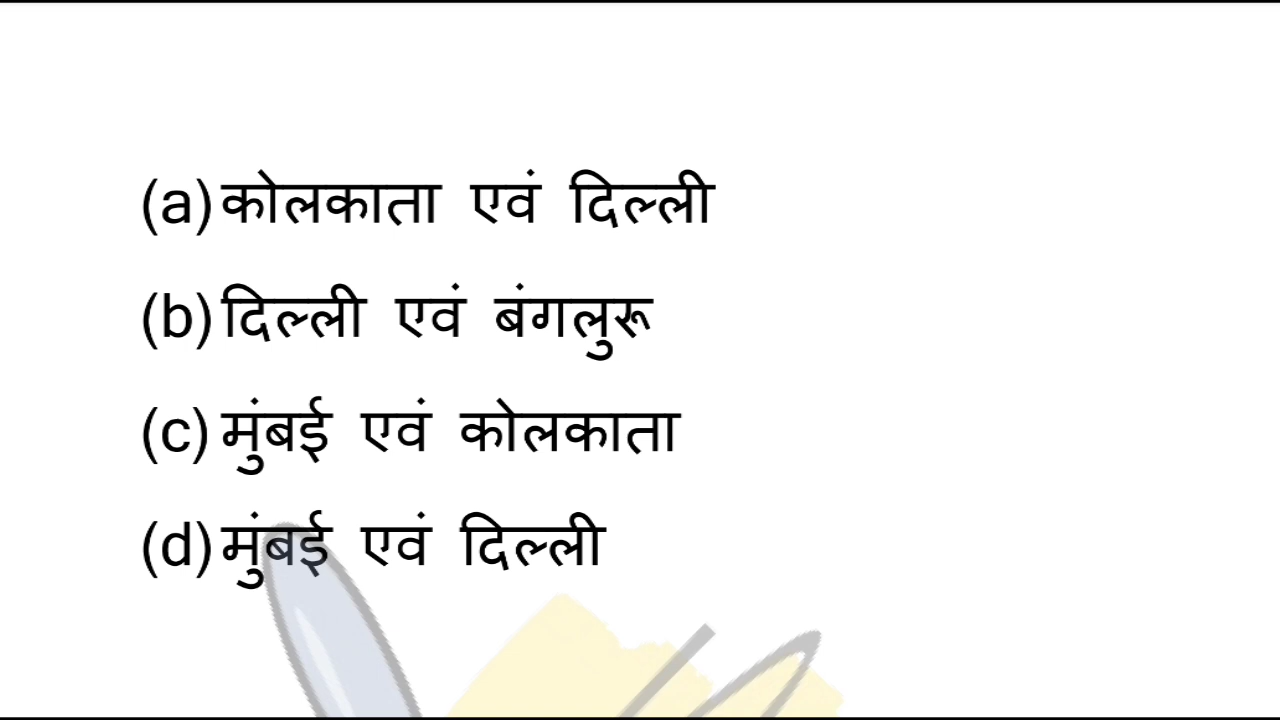 (a) कोलकाता एवं दिल्ली
(b) दिल्ली एवं बंगलुरू
(c) मुंबई एवं कोलकाता
(d) मुंबई एवं दिल्ली